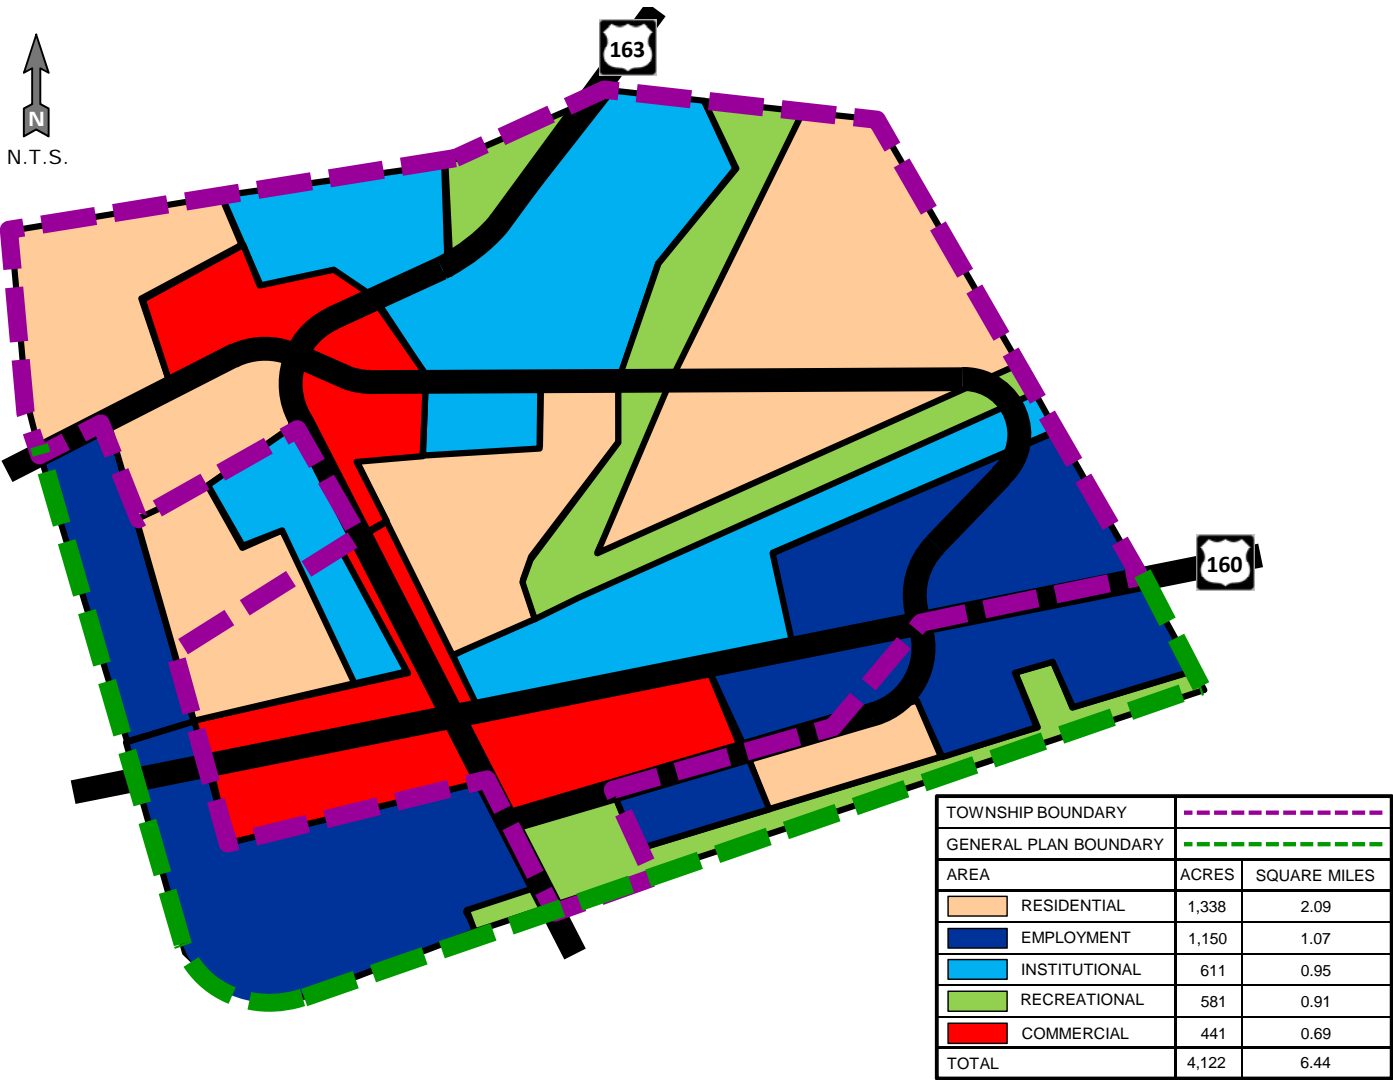 163
N
N.T.S.
160
TOWNSHIP BOUNDARY
GENERAL PLAN BOUNDARY
AREA ACRES SQUARE MILES
RESIDENTIAL 1,338 2.09
EMPLOYMENT 1,150 1.07
INSTITUTIONAL 611 0.95
RECREATIONAL 581 0.91
COMMERCIAL 441 0.69
TOTAL 4,122 6.44